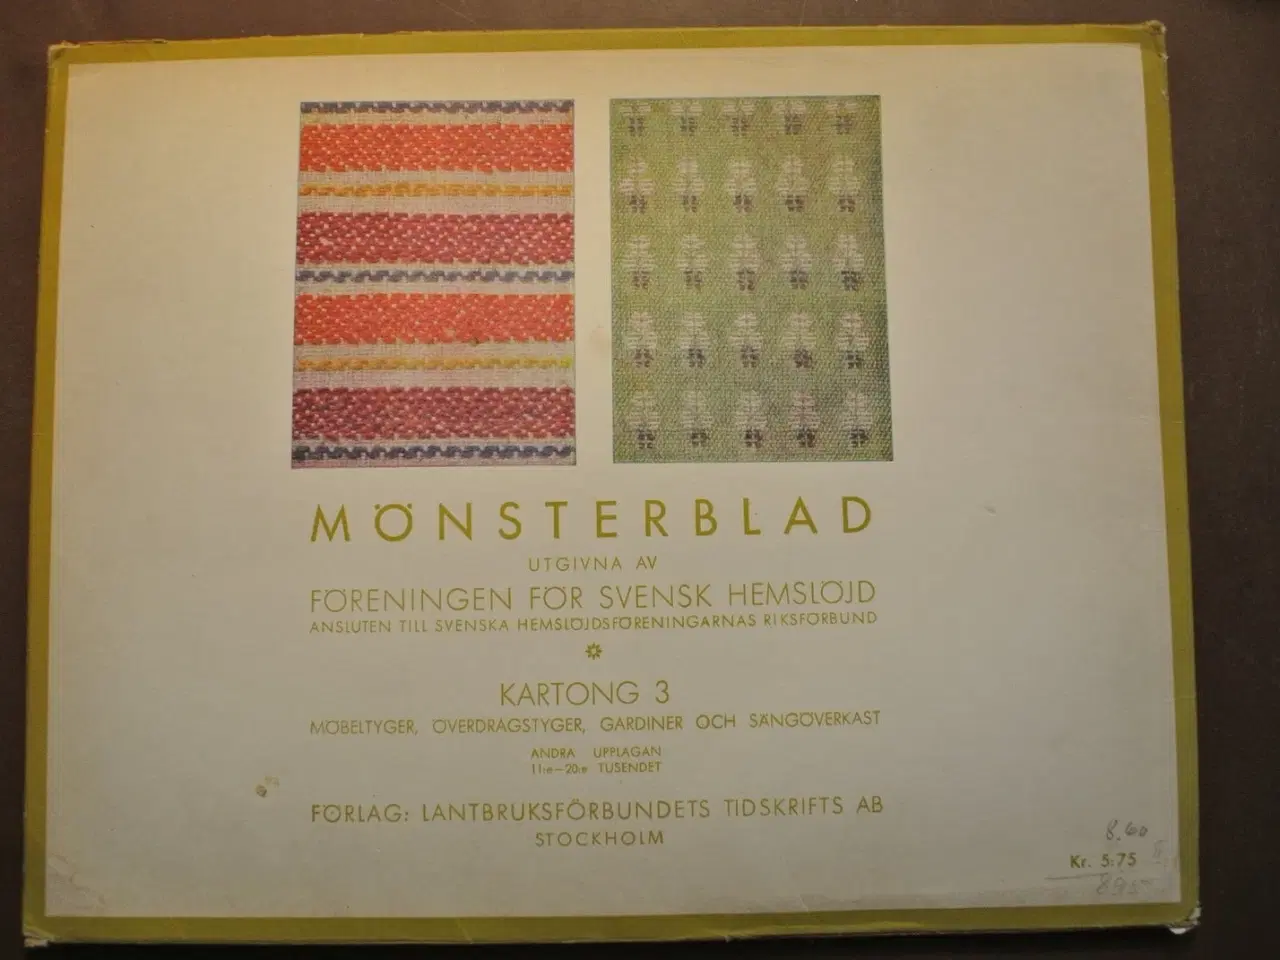 MÖNSTERBLAD
UTGIVNA AV
FÖRENINGEN FÖR SVENSK HEMSLÖJD
ANSLUTEN TILL SVENSKA HEMSLÖJDSFÖRENINGARNAS RIKSFÖRBUND
KARTONG 3
MÖBELTYGER, ÖVERDRAGSTYGER, GARDINER OCH SÄNGÖVERKAST
ANDRA UPPLAGAN
11:e–20:e TUSENDET
FÖRLAG: LANTBRUKSFÖRBUNDETS TIDSKRIFTS AB
STOCKHOLM
8.60
Kr. 5:75
895